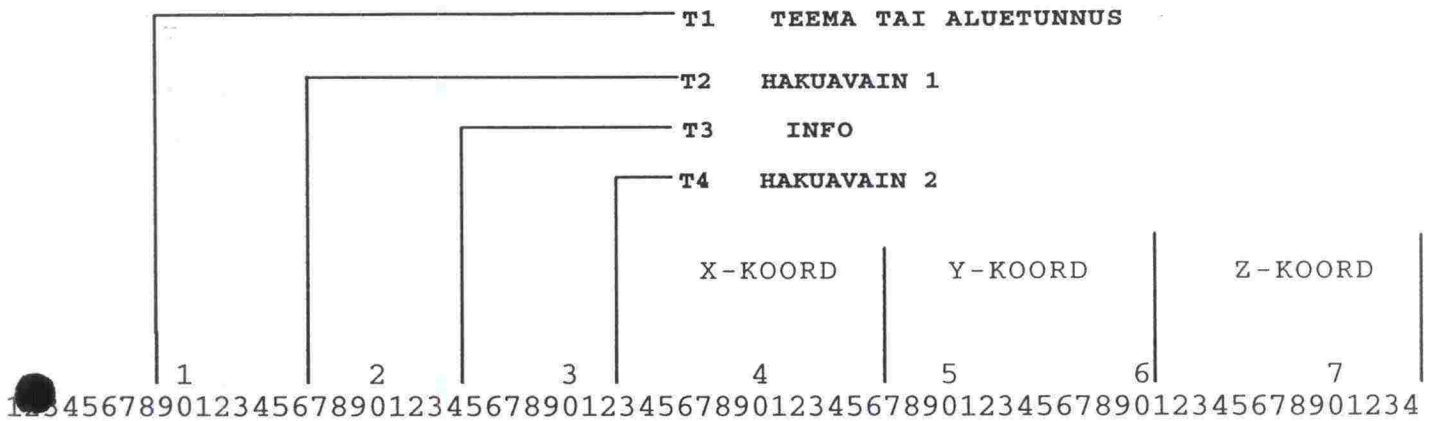 T1 TEEMA TAI ALUETUNNUS
T2 HAKUAVAIN 1
T3 INFO
T4 HAKUAVAIN 2
X-KOORD Y-KOORD Z-KOORD
1 2 3 4 5 6 7
12345678901234567890123456789012345678901234567890123456789012345678901234